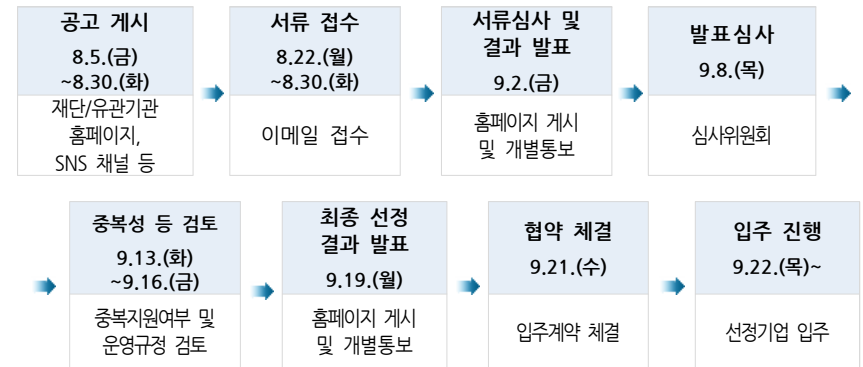 공고 게시
8.5.(금)
~8.30.(화)
재단/유관기관
홈페이지,
SNS 채널 등
서류 접수
8.22.(월)
~8.30.(화)
이메일 접수
서류심사 및
결과 발표
9.2.(금)
홈페이지 게시
및 개별통보
발표심사
9.8.(목)
심사위원회
중복성 등 검토
9.13.(화)
~9.16.(금)
중복지원여부 및
운영규정 검토
최종 선정
결과 발표
9.19.(월)
홈페이지 게시
및 개별통보
협약 체결
9.21.(수)
입주계약 체결
입주 진행
9.22.(목)~
선정기업 입주